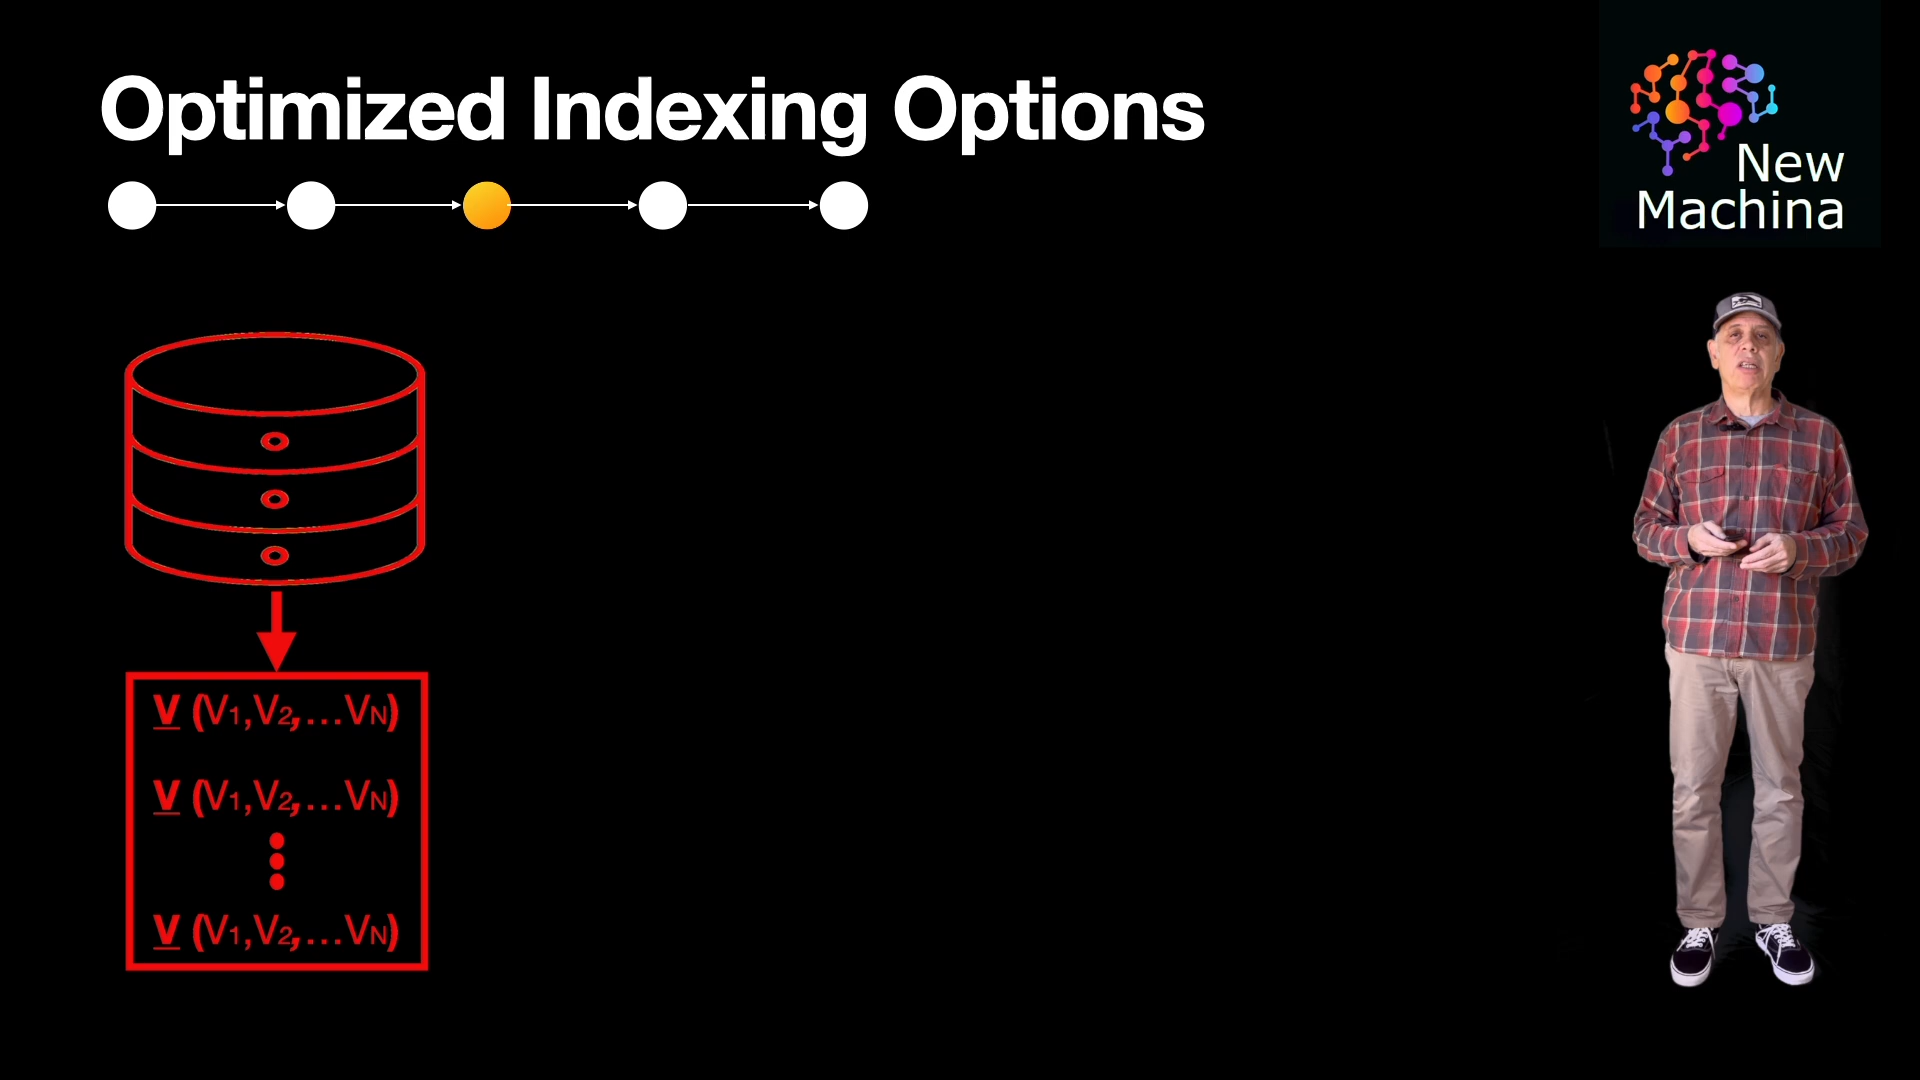 Optimized Indexing Options
New
Machina
V (V1,V2,...VN)
V (V1,V2,...VN)
V (V1,V2,...VN)